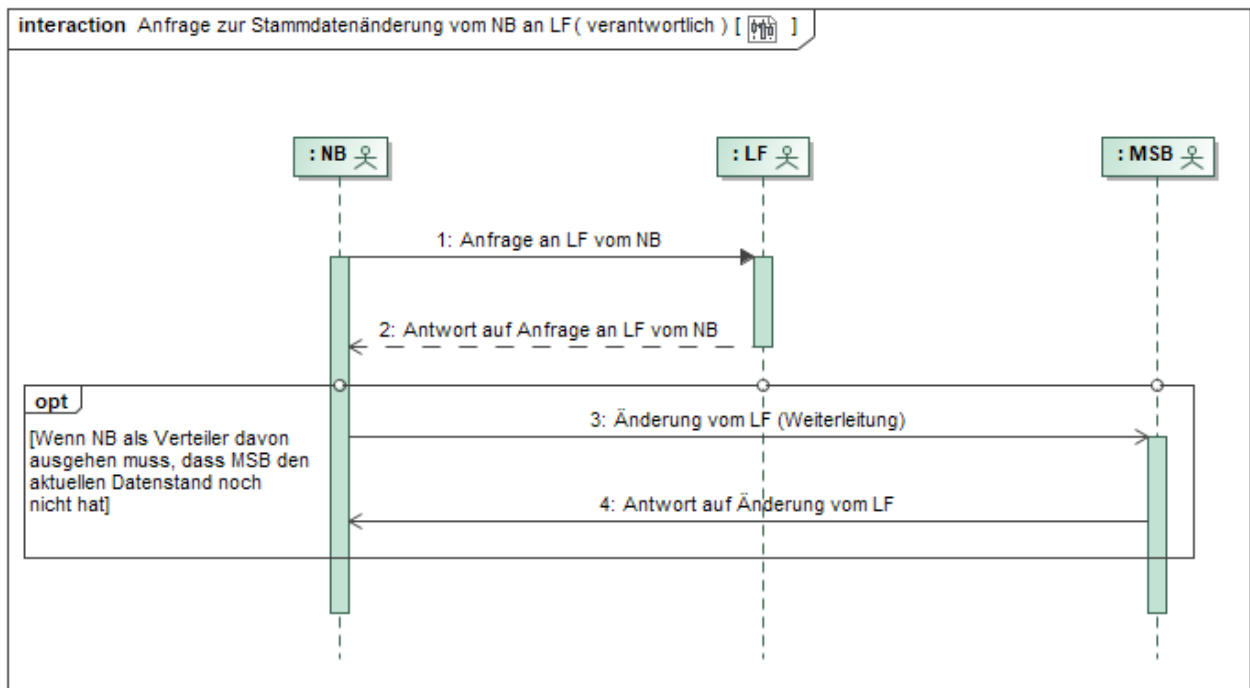 interaction Anfrage zur Stammdatenänderung vom NB an LF( verantwortlich ) [ ]
: NB
: LF
: MSB
1: Anfrage an LF vom NB
2: Antwort auf Anfrage an LF vom NB
opt
[Wenn NB als Verteiler davon
ausgehen muss, dass MSB den
aktuellen Datenstand noch
nicht hat]
3: Änderung vom LF (Weiterleitung)
4: Antwort auf Änderung vom LF